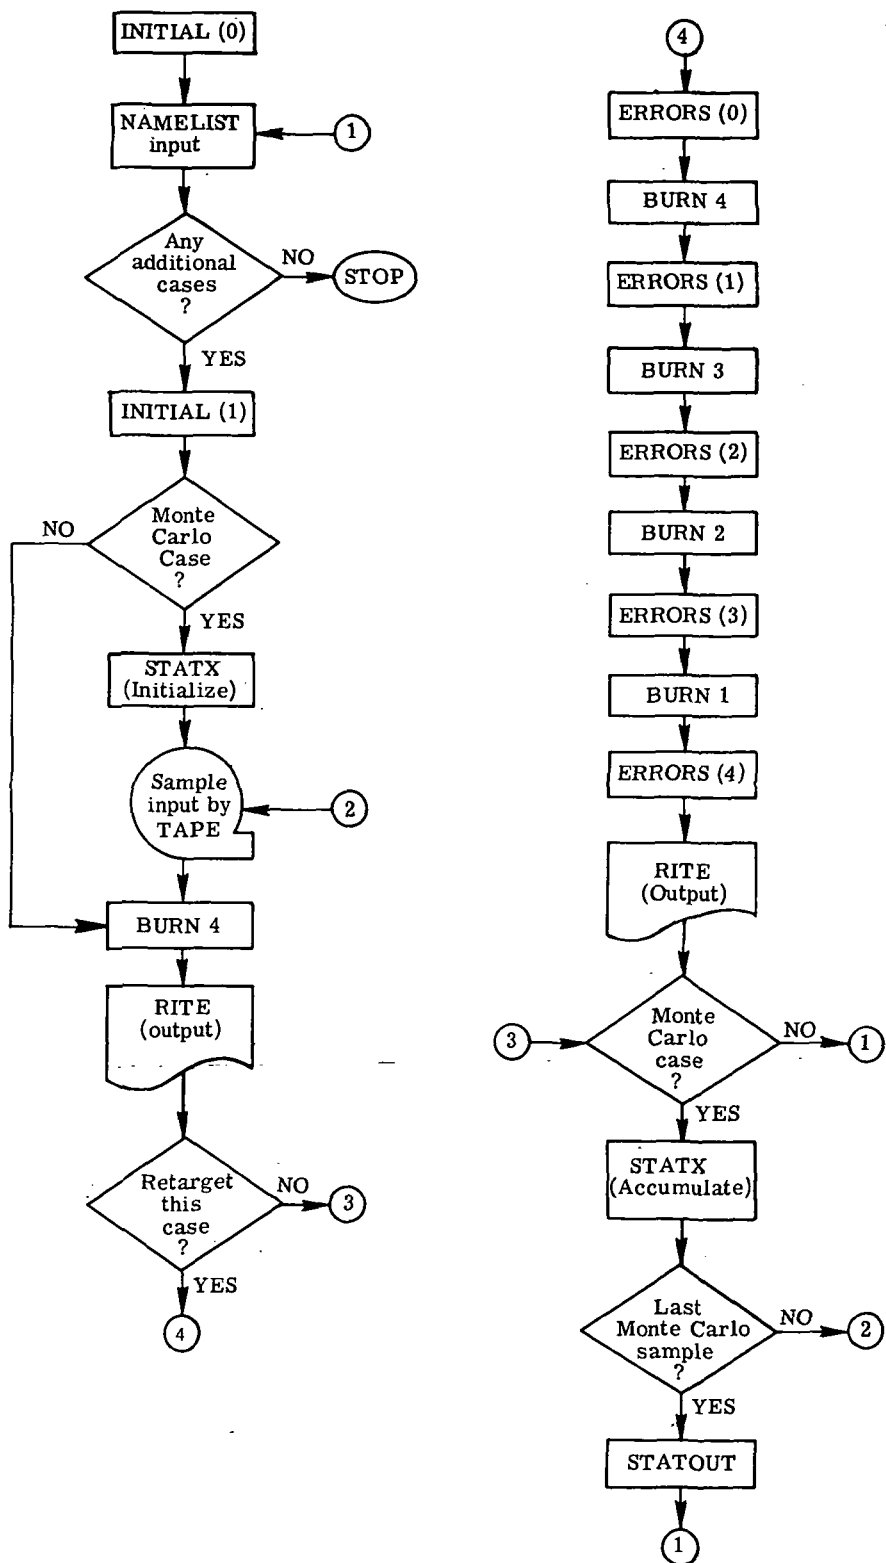 INITIAL (0)
NAMELIST
input
1
Any
additional
cases
?
NO
STOP
YES
INITIAL (1)
Monte
Carlo
Case
?
NO
YES
STATX
(Initialize)
Sample
input by
TAPE
2
BURN 4
RITE
(output)
Retarget
this
case
?
NO
3
YES
4
4
ERRORS (0)
BURN 4
ERRORS (1)
BURN 3
ERRORS (2)
BURN 2
ERRORS (3)
BURN 1
ERRORS (4)
RITE
(Output)
3
Monte
Carlo
case
?
NO
1
YES
STATX
(Accumulate)
Last
Monte Carlo
sample
?
NO
2
YES
STATOUT
1